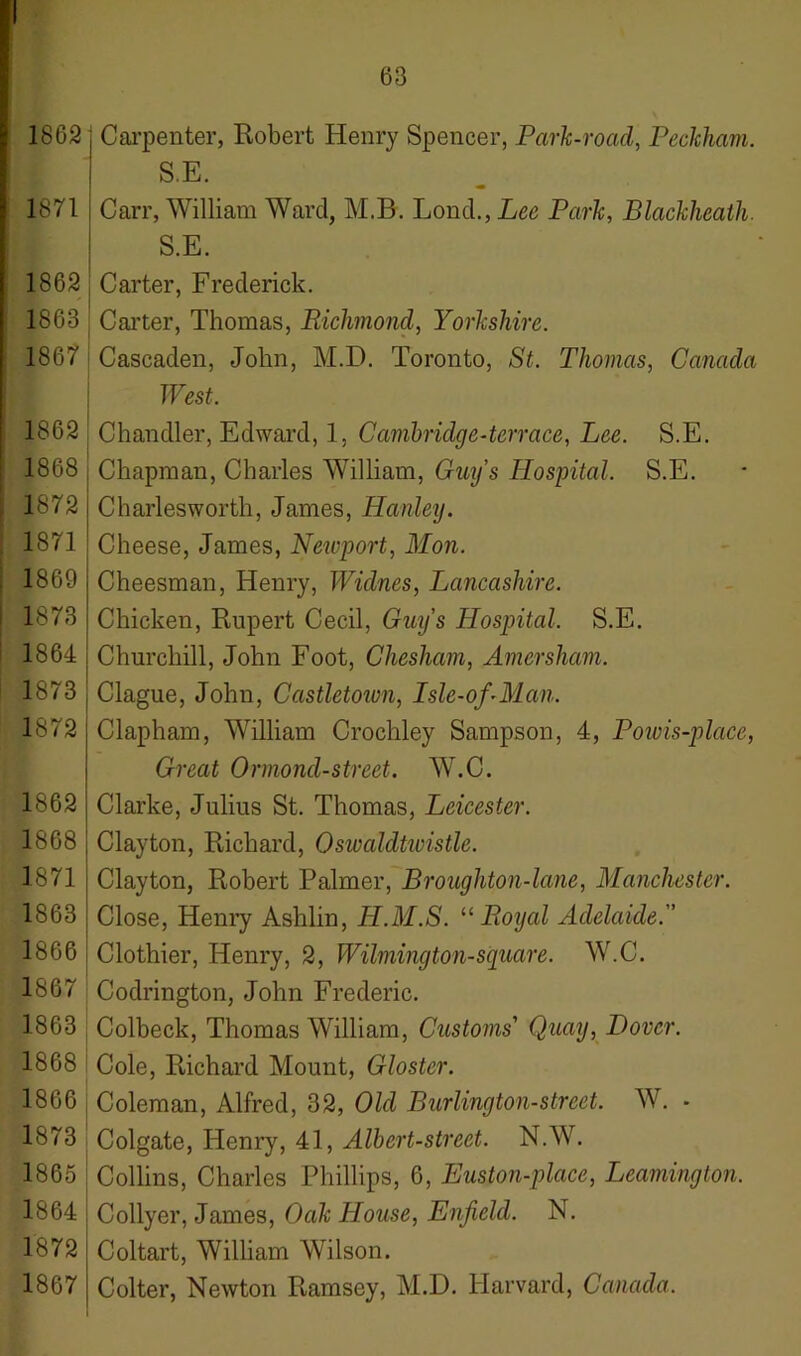 63
1862 Carpenter, Robert Henry Spencer, Park-road, Peckham.
S.E.
1871 Carr, William Ward, M.B. Lond., Lee Park, Blackheath.
S.E.
1862 Carter, Frederick.
1863 Carter, Thomas, Richmond, Yorkshire.
1867 Cascaden, John, M.D. Toronto, St. Thomas, Canada
West.
1862 Chandler, Edward, 1, Cambridge-terrace, Lee. S.E.
1868 Chapman, Charles William, Guy's Hospital. S.E.
1872 Charlesworth, James, Hanley.
1871 Cheese, James, Newport, Mon.
1869 Cheesman, Henry, Widnes, Lancashire.
1873 Chicken, Rupert Cecil, Guy's Hospital. S.E.
1864 Churchill, John Foot, Chesham, Amersham.
1873 Clague, John, Castletown, Isle-of-Man.
1872 Clapham, William Crochley Sampson, 4, Powis-place,
Great Ormond-street. W.C.
1862 Clarke, Julius St. Thomas, Leicester.
1868 Clayton, Richard, Oswaldtwistle.
1871 Clayton, Robert Palmer, Broughton-lane, Manchester.
1863 Close, Henry Ashlin, H.M.S. “Royal Adelaide.”
1866 Clothier, Henry, 2, Wilmington-square. W.C.
1867 Codrington, John Frederic.
1863 Colbeck, Thomas William, Customs' Quay, Dover.
1868 Cole, Richard Mount, Gloster.
1866 Coleman, Alfred, 32, Old Burlington-street. W.
1873 Colgate, Henry, 41, Albert-street. N.W.
1865 Collins, Charles Phillips, 6, Euston-place, Leamington.
1864 Collyer, James, Oak House, Enfield. N.
1872 Coltart, William Wilson.
1867 Colter, Newton Ramsey, M.D. Harvard, Canada.